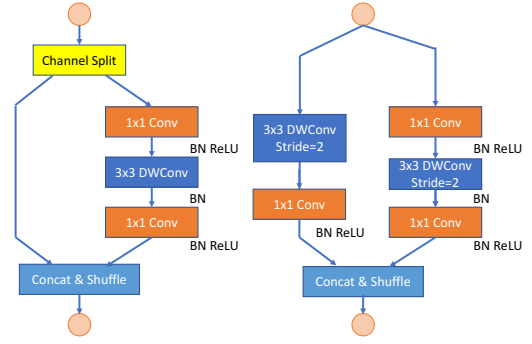 Channel Split
1x1 Conv
BN ReLU
3x3 DWConv
BN
1x1 Conv
BN ReLU
Concat & Shuffle
3x3 DWConv
Stride=2
1x1 Conv
BN ReLU
1x1 Conv
BN ReLU
3x3 DWConv
Stride=2
BN
1x1 Conv
BN ReLU
Concat & Shuffle